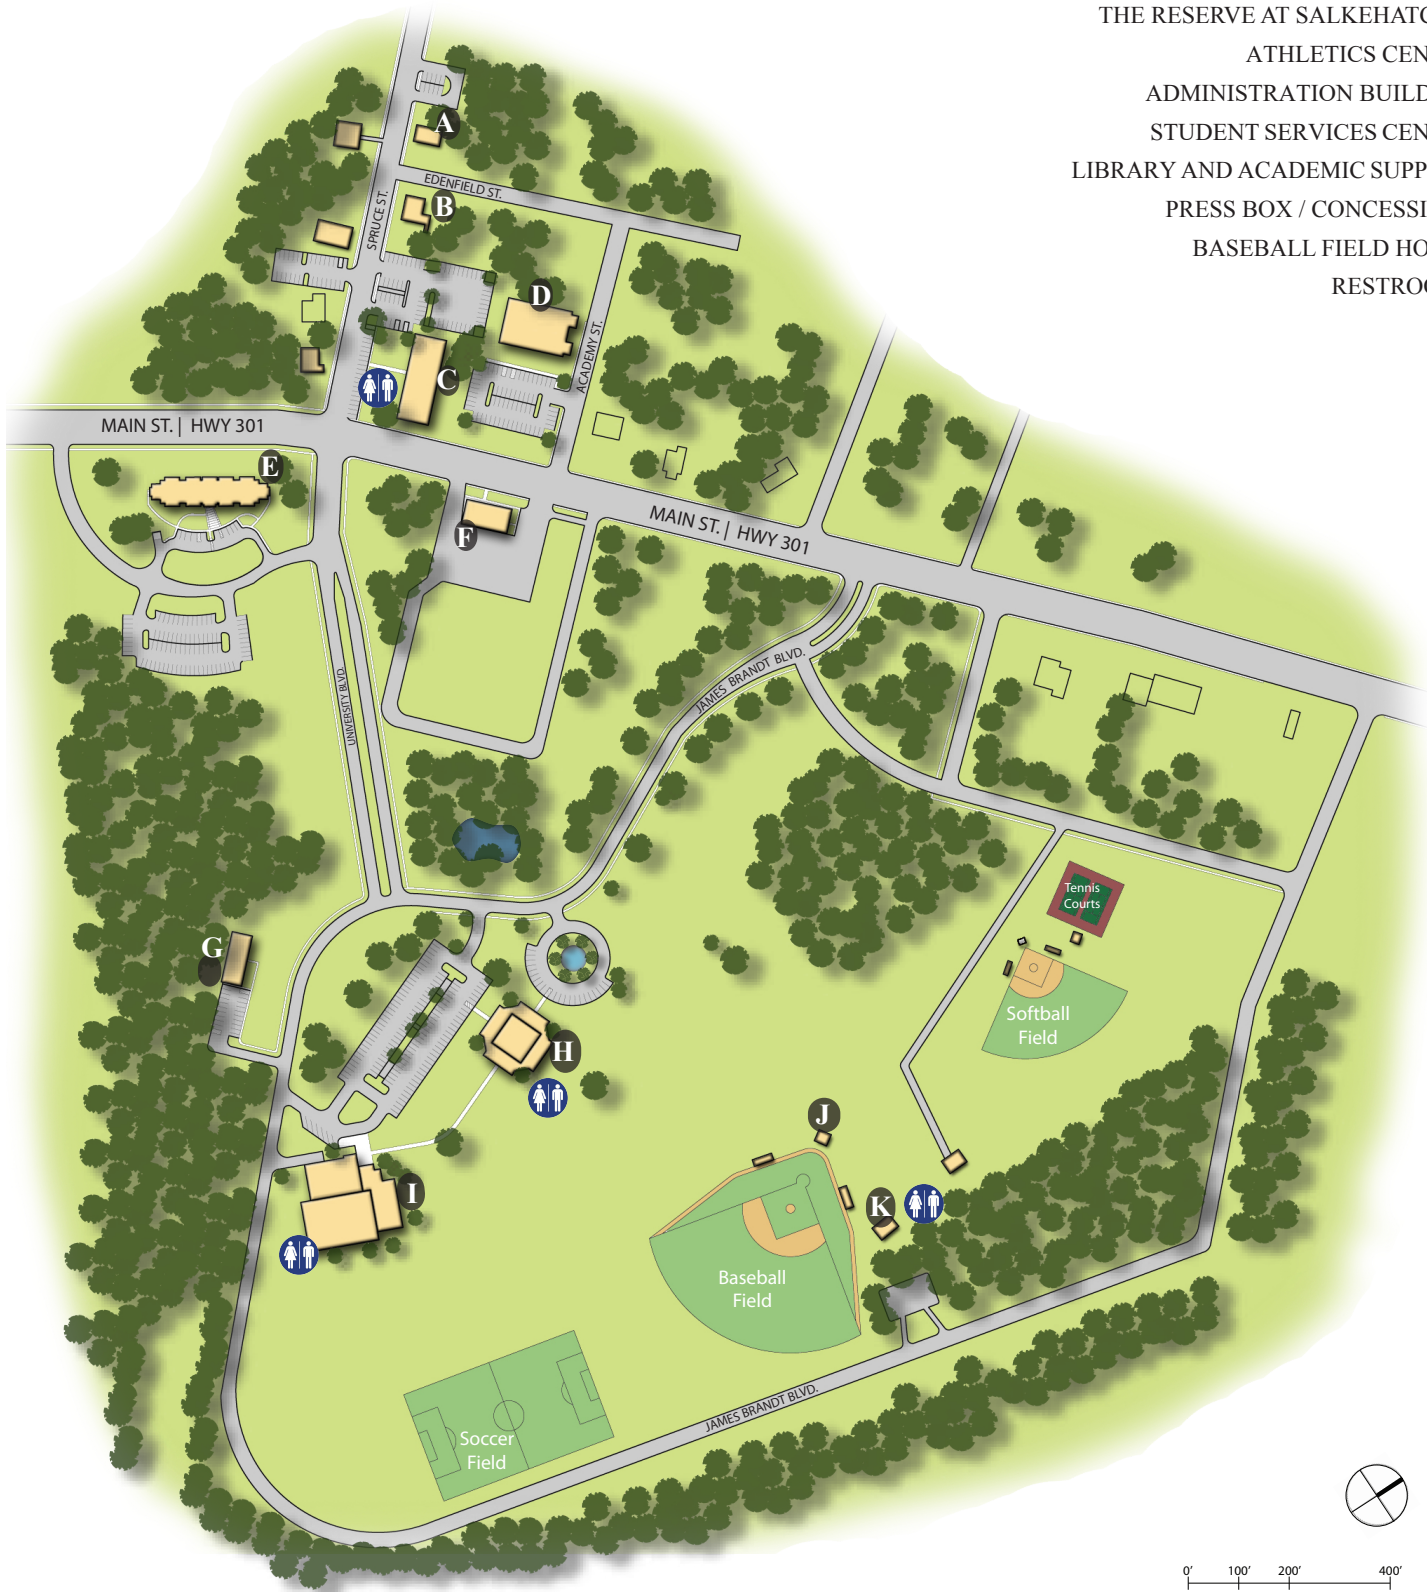 THE RESERVE AT SALKEHATC
ATHLETICS CEN
ADMINISTRATION BUILD
STUDENT SERVICES CEN
LIBRARY AND ACADEMIC SUPP
PRESS BOX / CONCESSI
BASEBALL FIELD HO
RESTROO
A
EDENFIELD ST.
B
SPRUCE ST.
D
ACADEMY ST.
C
MAIN ST. | HWY 301
E
F
MAIN ST. | HWY 301
JAMES BRANDT BLVD.
UNIVERSITY BLVD.
Tennis
Courts
G
Softball
Field
H
J
I
K
Baseball
Field
JAMES BRANDT BLVD.
Soccer
Field
0' 100' 200' 400'